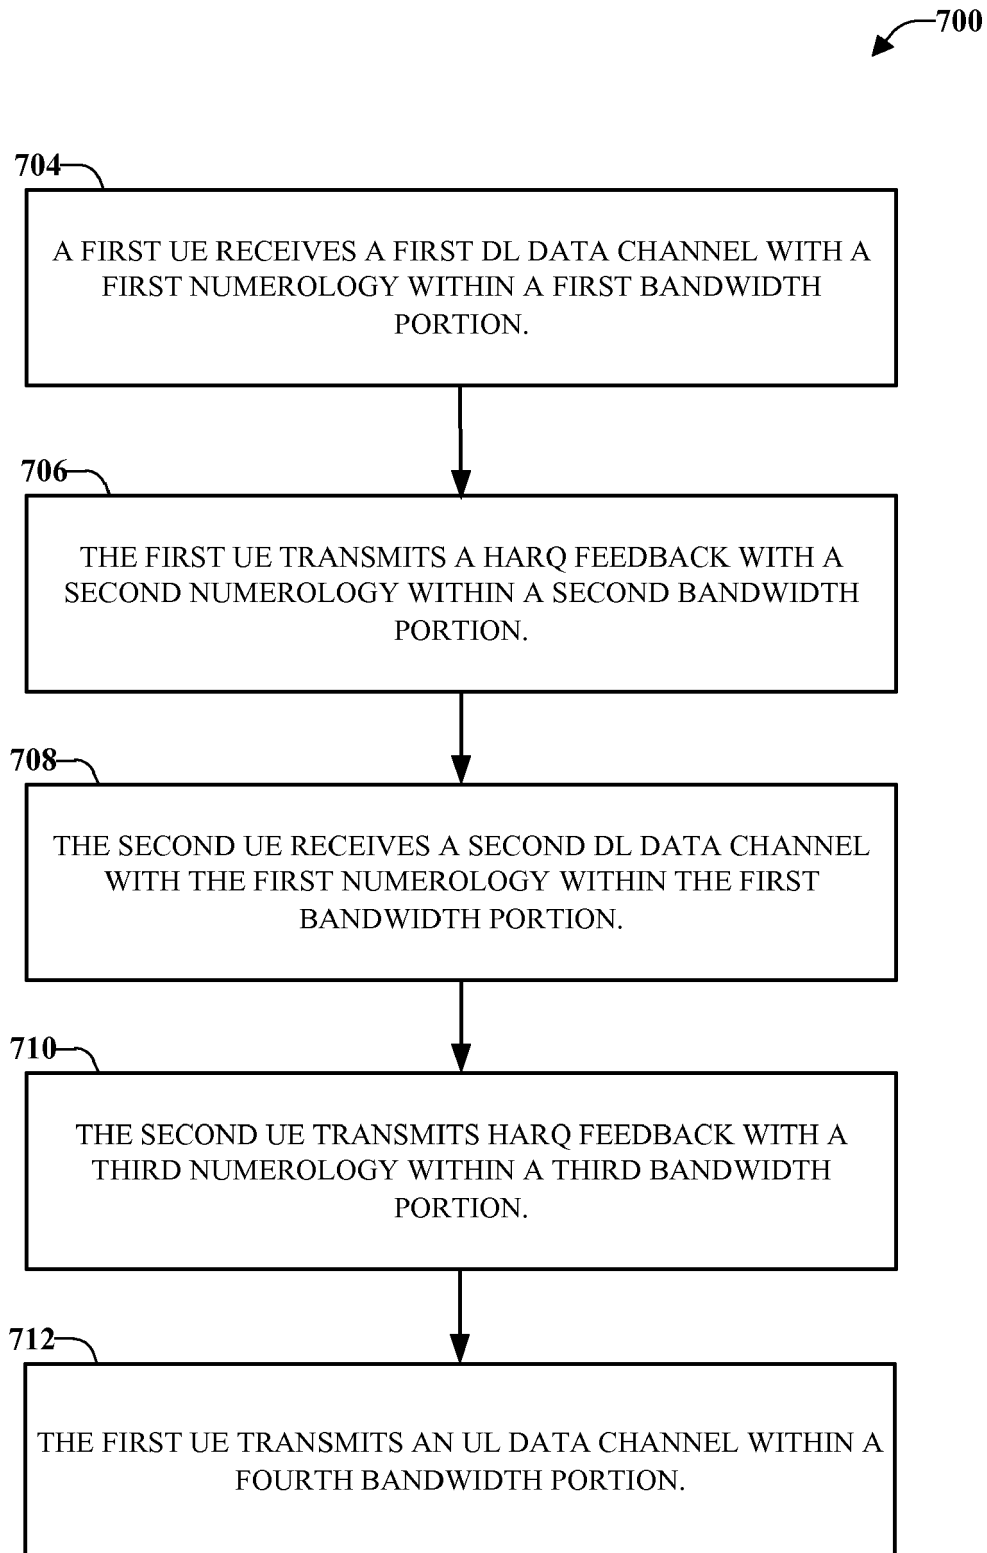 700
704
A FIRST UE RECEIVES A FIRST DL DATA CHANNEL WITH A
FIRST NUMEROLOGY WITHIN A FIRST BANDWIDTH
PORTION.
706
THE FIRST UE TRANSMITS A HARQ FEEDBACK WITH A
SECOND NUMEROLOGY WITHIN A SECOND BANDWIDTH
PORTION.
708
THE SECOND UE RECEIVES A SECOND DL DATA CHANNEL
WITH THE FIRST NUMEROLOGY WITHIN THE FIRST
BANDWIDTH PORTION.
710
THE SECOND UE TRANSMITS HARQ FEEDBACK WITH A
THIRD NUMEROLOGY WITHIN A THIRD BANDWIDTH
PORTION.
712
THE FIRST UE TRANSMITS AN UL DATA CHANNEL WITHIN A
FOURTH BANDWIDTH PORTION.